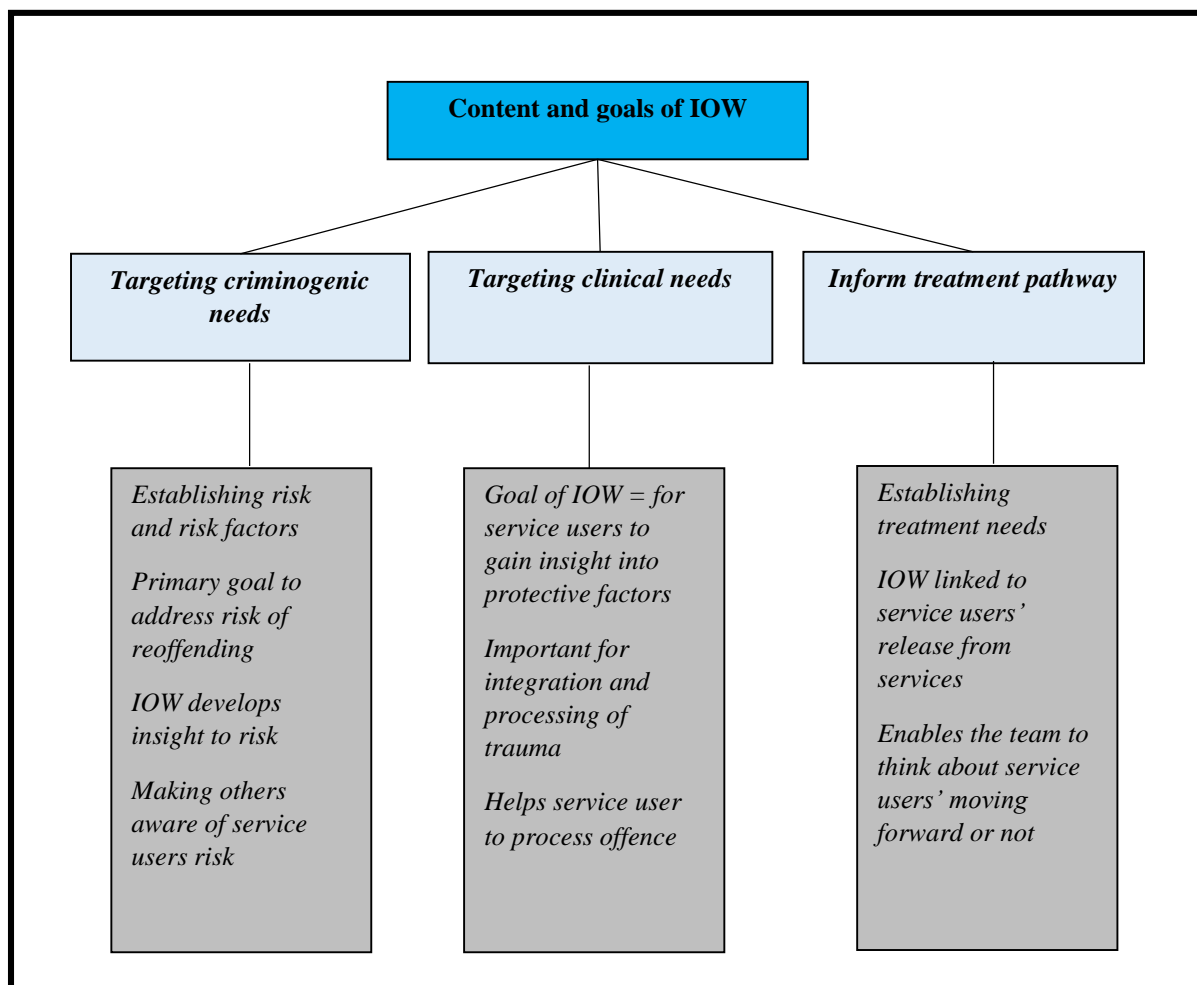 Content and goals of IOW
Targeting criminogenic
needs
Targeting clinical needs
Inform treatment pathway
Establishing risk
and risk factors
Primary goal to
address risk of
reoffending
IOW develops
insight to risk
Making others
aware of service
users risk
Goal of IOW = for
service users to
gain insight into
protective factors
Important for
integration and
processing of
trauma
Helps service user
to process offence
Establishing
treatment needs
IOW linked to
service users’
release from
services
Enables the team to
think about service
users’ moving
forward or not